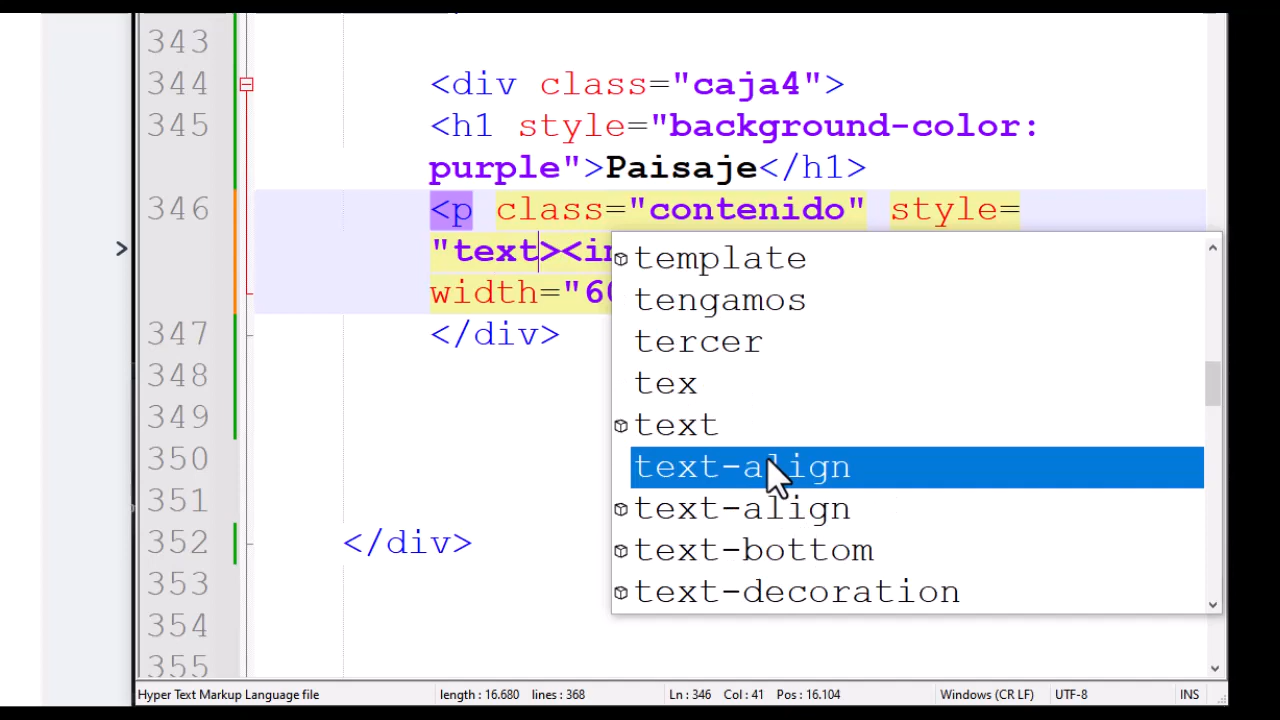 343
344 <div class="caja4">
345 <h1 style="background-color:
purple">Paisaje</h1>
346 <p class="contenido" style=
"text><in
width="60
347 </div>
348
349
350
351
352 </div>
353
354
355
template
tengamos
tercer
tex
text
text-align
text-align
text-bottom
text-decoration
Hyper Text Markup Language file length : 16.680 lines : 368 Ln : 346 Col : 41 Pos : 16.104 Windows (CR LF) UTF-8 INS